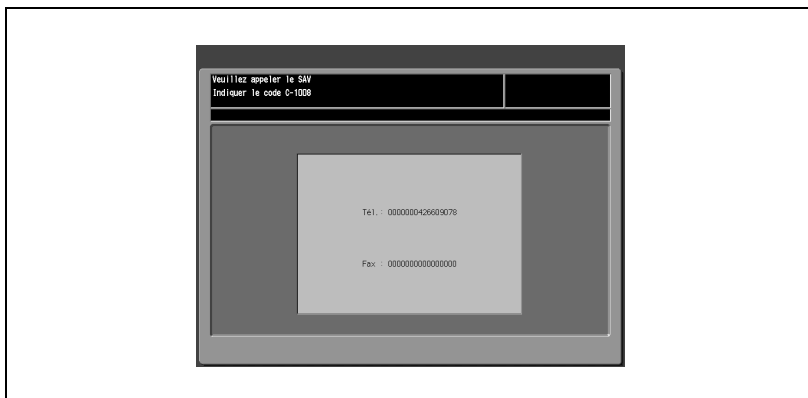 Veuillez appeler le SAV
Indiquer le code C-1008
Tél.: 0000000426609078
Fax : 0000000000000000